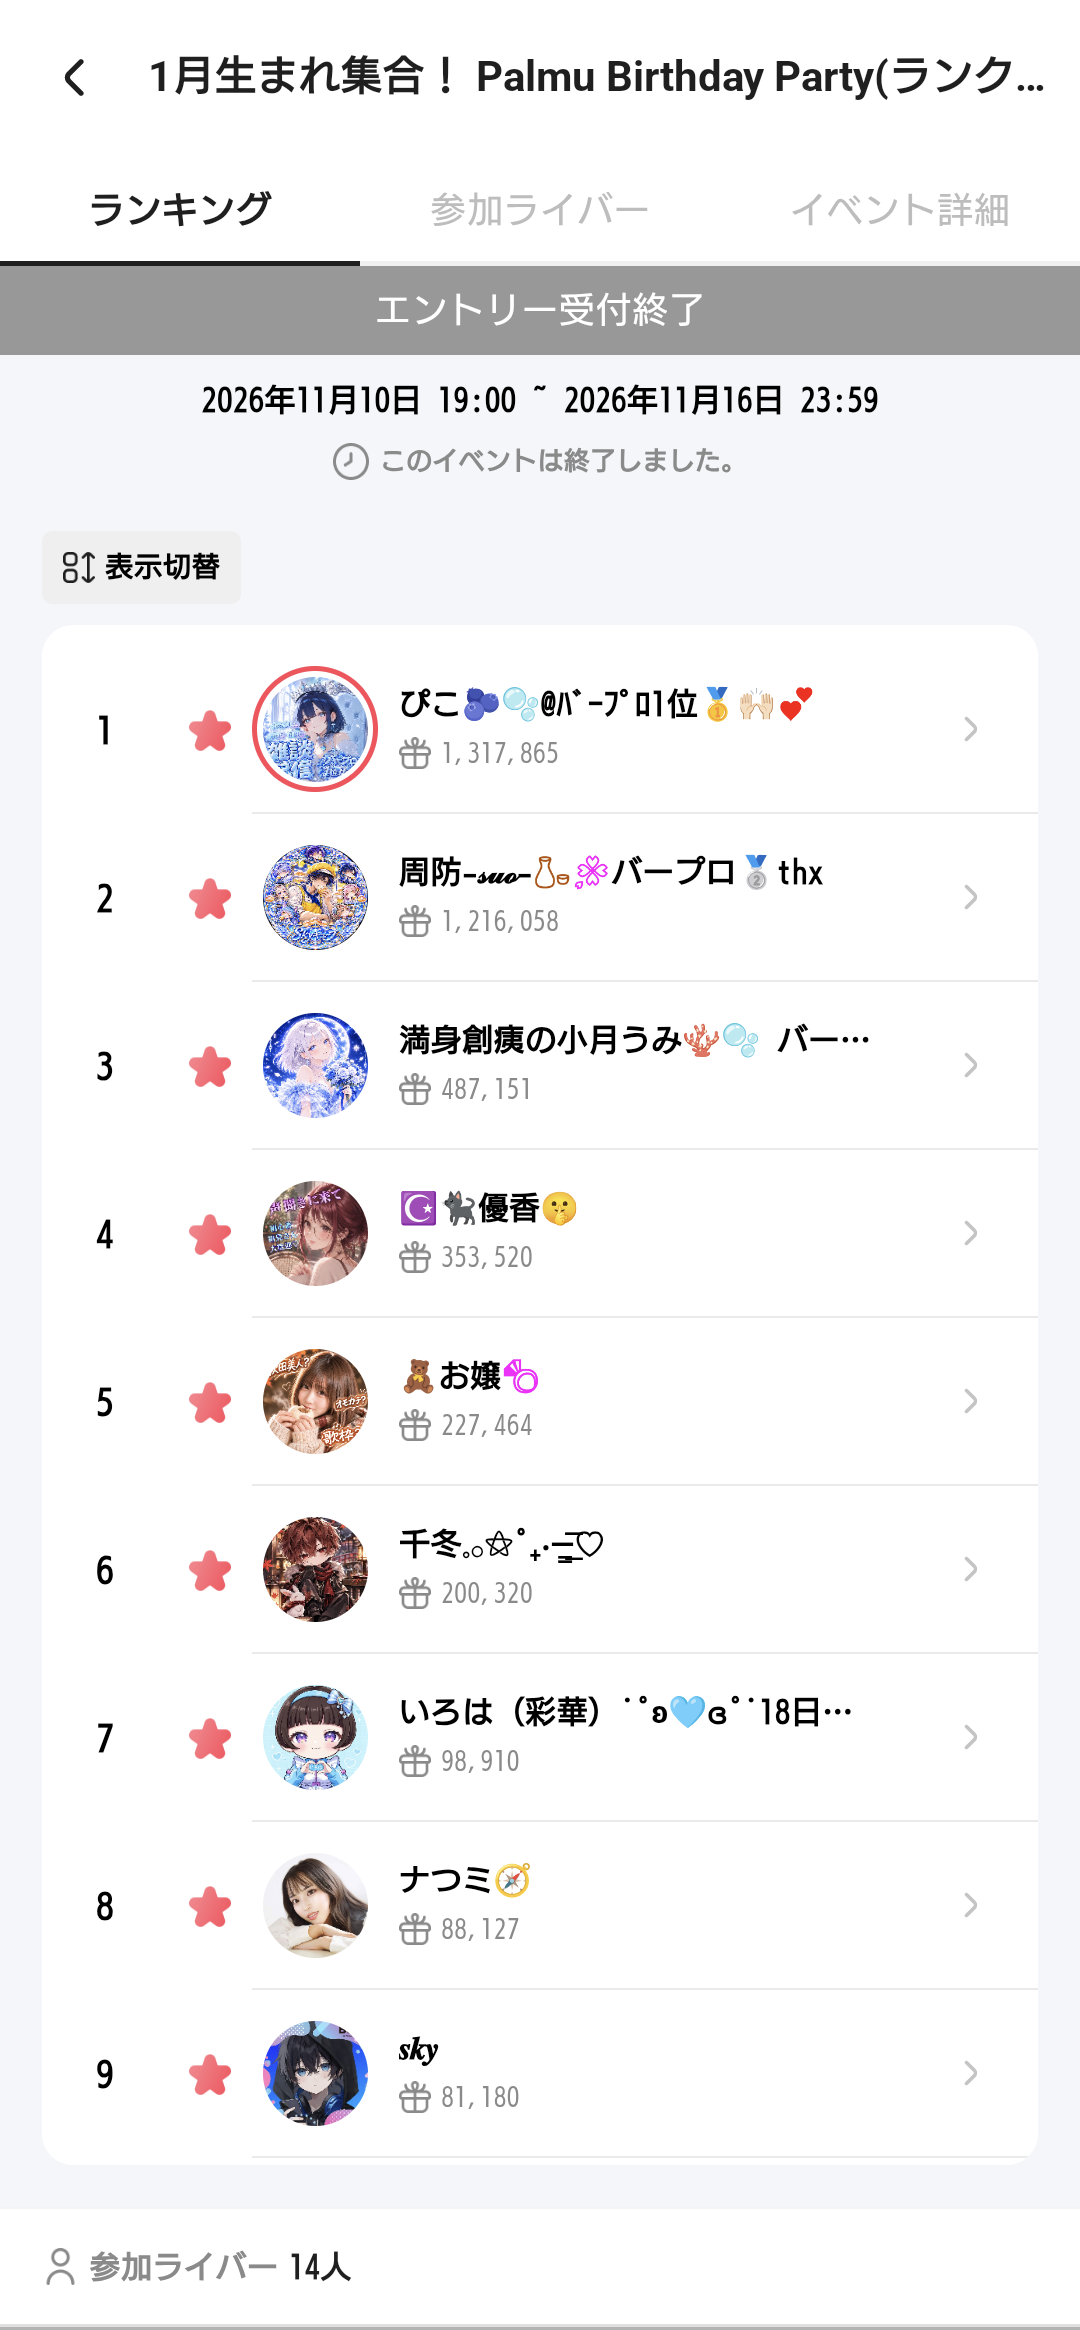 1月生まれ集合！ Palmu Birthday Party(ランク...
ランキング
参加ライバー
イベント詳細
エントリー受付終了
2026年11月10日 19:00 ~ 2026年11月16日 23:59
このイベントは終了しました。
表示切替
1
ぴこ🫐🫧@ﾊﾞｰﾌﾟﾛ1位🥇🙌🏻💕
1,317,865
2
周防-𝓼𝓾𝓸-🍶💮バープロ🥈thx
1,216,058
3
満身創痍の小月うみ🪸🫧 バー…
487,151
4
☪️🐈‍⬛優香🤫
353,520
5
🧸お嬢💍
227,464
6
千冬｡○⚝˚₊‧—̳͟͞͞♡
200,320
7
いろは（彩華）˙˚ʚ🩵ɞ˚˙18日…
98,910
8
ナつミ🧭
88,127
9
𝒔𝒌𝒚
81,180
参加ライバー 14人